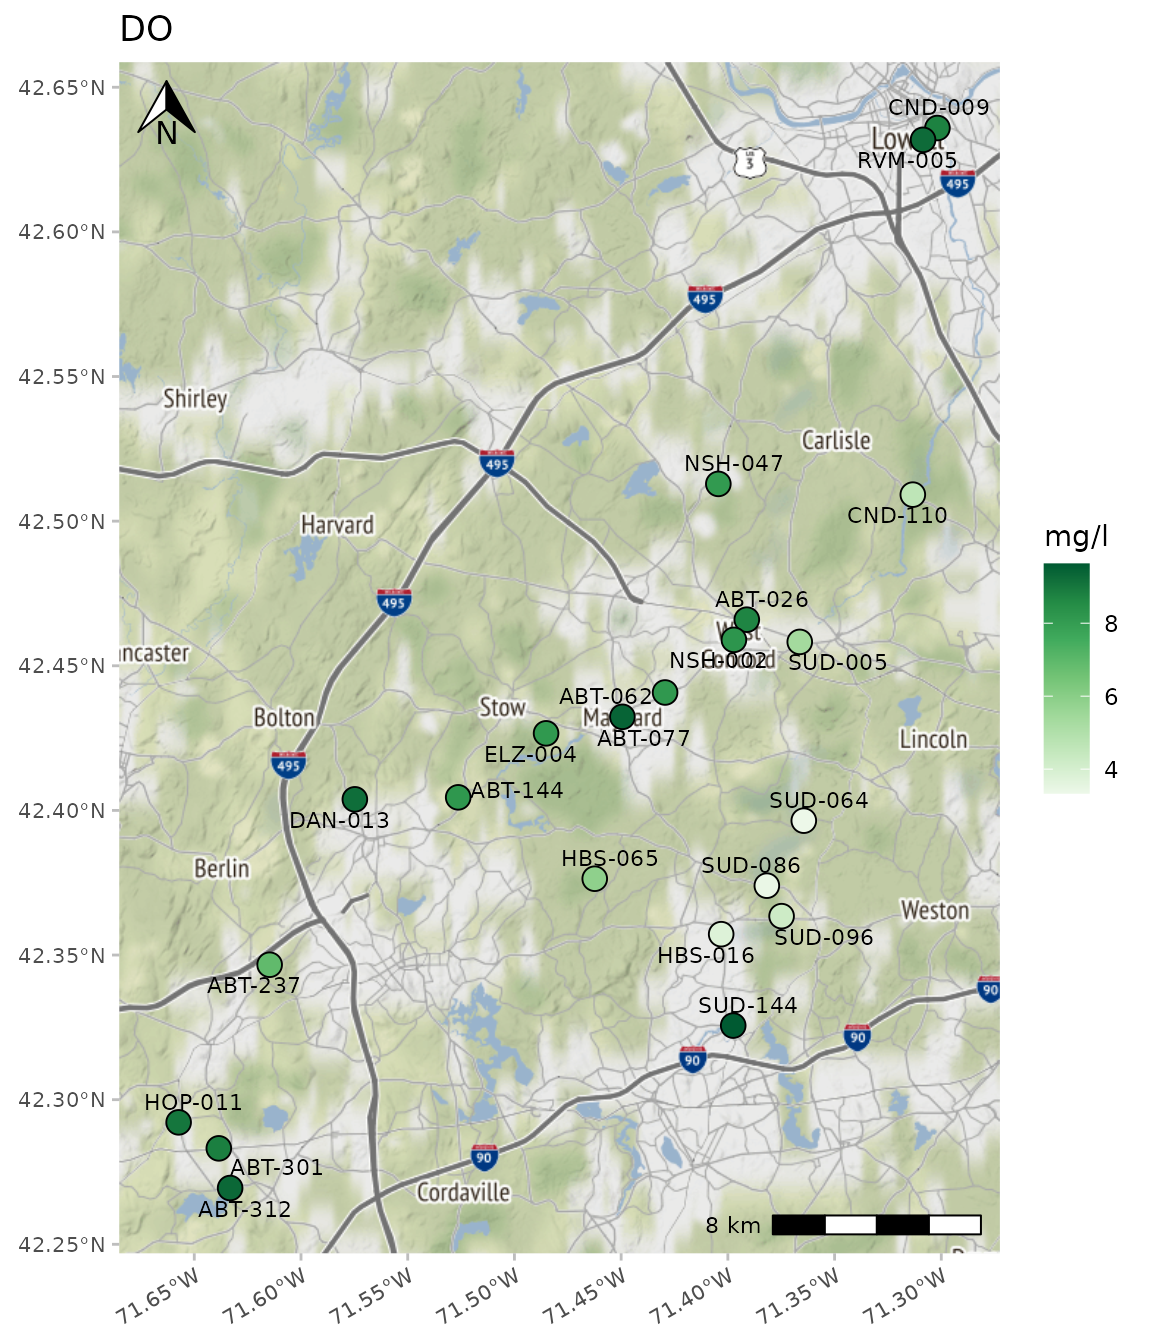 DO
42.65°N
N
CND-009
Lowell
RVM-005
US
3
495
42.60°N
495
42.55°N
Shirley
Carlisle
495
NSH-047
42.50°N
Harvard
CND-110
495
ABT-026
West
Concord
NSH-002
SUD-005
42.45°N
ncaster
Stow
ABT-062
Maynard
ABT-077
Bolton
Lincoln
ELZ-004
495
ABT-144
SUD-064
42.40°N
DAN-013
HBS-065
SUD-086
Berlin
Weston
SUD-096
42.35°N
HBS-016
ABT-237
90
SUD-144
90
90
HOP-011
42.30°N
ABT-301
90
ABT-312
Cordaville
8 km
42.25°N
71.65°W
71.60°W
71.55°W
71.50°W
71.45°W
71.40°W
71.35°W
71.30°W
mg/l
8
6
4